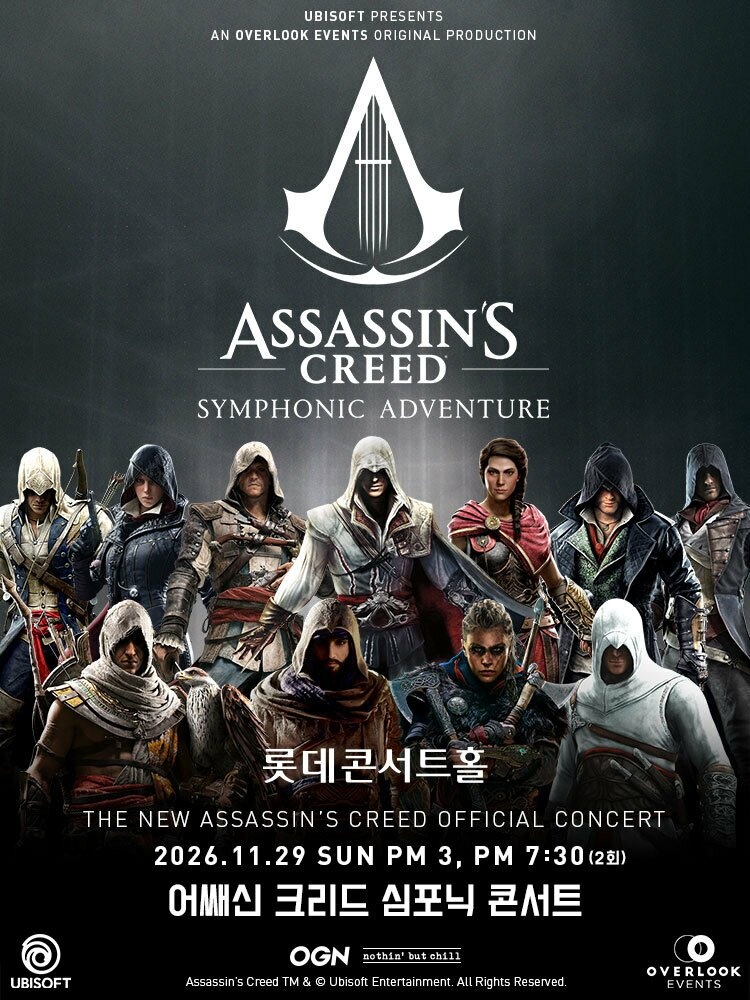 UBISOFT PRESENTS
AN OVERLOOK EVENTS ORIGINAL PRODUCTION
ASSASSIN'S
CREED
SYMPHONIC ADVENTURE
롯데콘서트홀
THE NEW ASSASSIN'S CREED OFFICIAL CONCERT
2026.11.29 SUN PM 3, PM 7:30(2회)
어쌔신 크리드 심포닉 콘서트
UBISOFT
OGN nothin' but chill
OVERLOOK
EVENTS
Assassin's Creed TM & © Ubisoft Entertainment. All Rights Reserved.